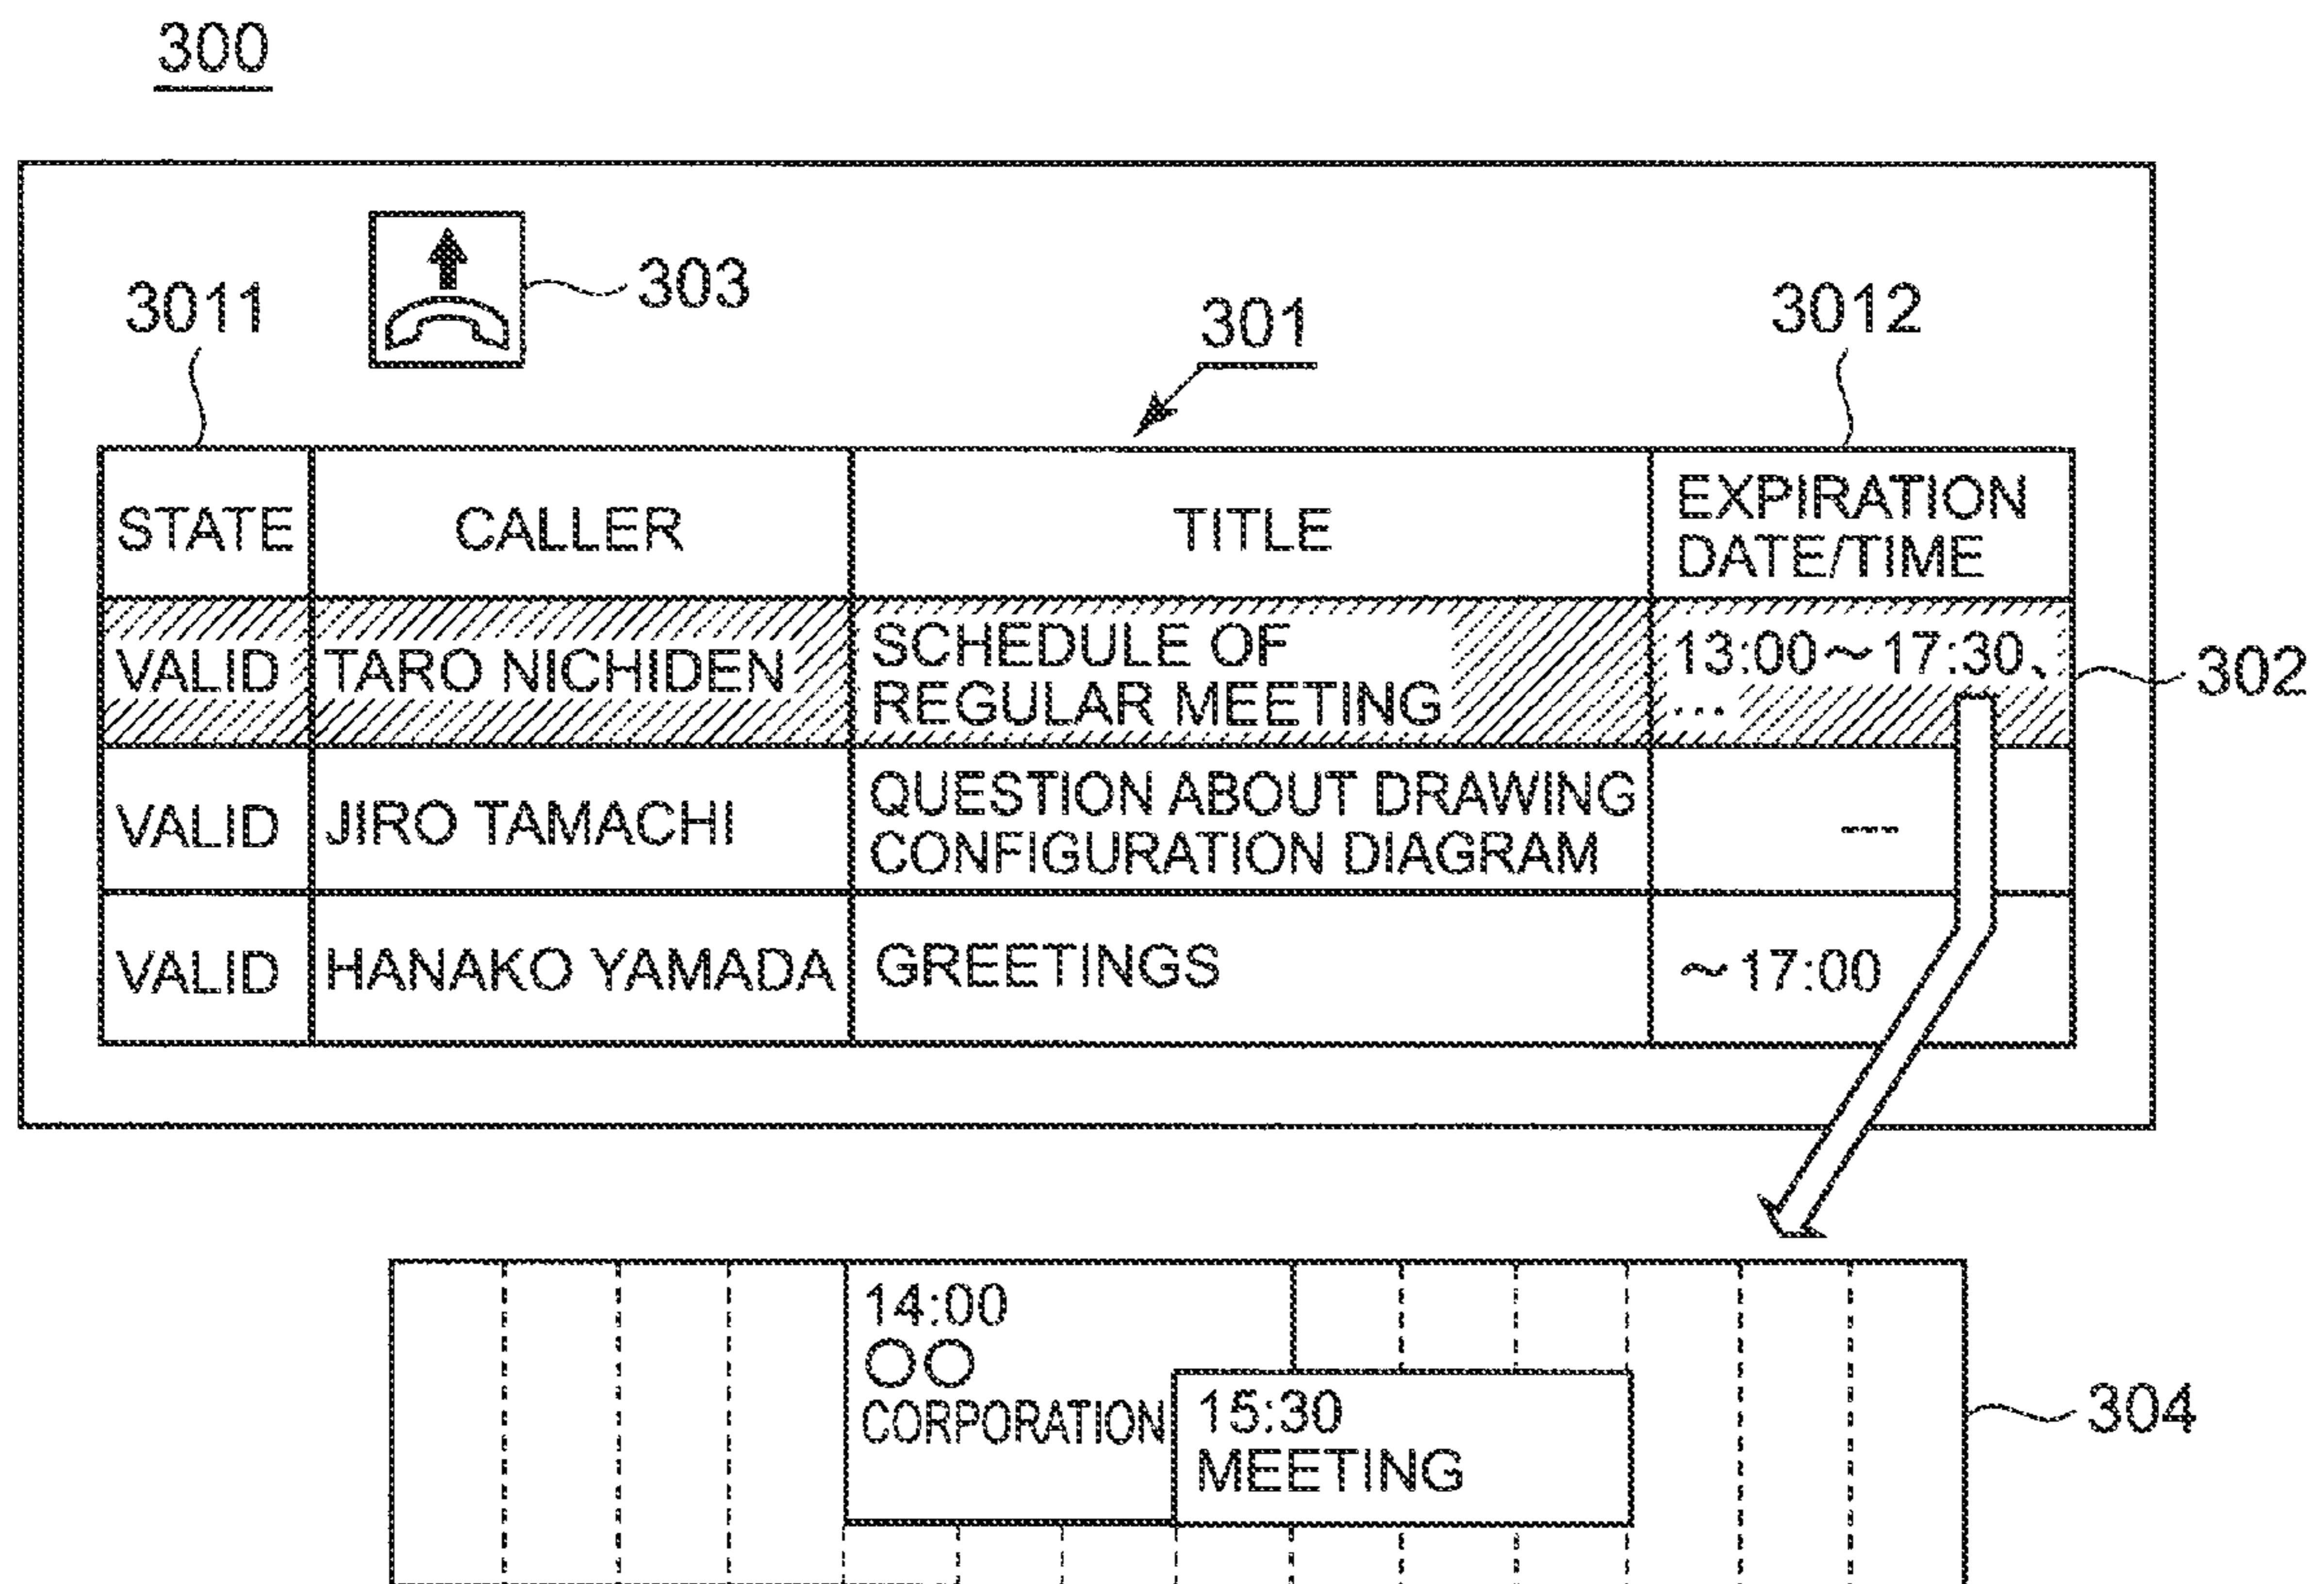 300
303
3011
301
3012
STATE
CALLER
TITLE
EXPIRATION
DATE/TIME
VALID
TARO NICHIDEN
SCHEDULE OF
REGULAR MEETING
13:00～17:30、
...
302
VALID
JIRO TAMACHI
QUESTION ABOUT DRAWING
CONFIGURATION DIAGRAM
---
VALID
HANAKO YAMADA
GREETINGS
～17:00
14:00
○○
CORPORATION
15:30
MEETING
304